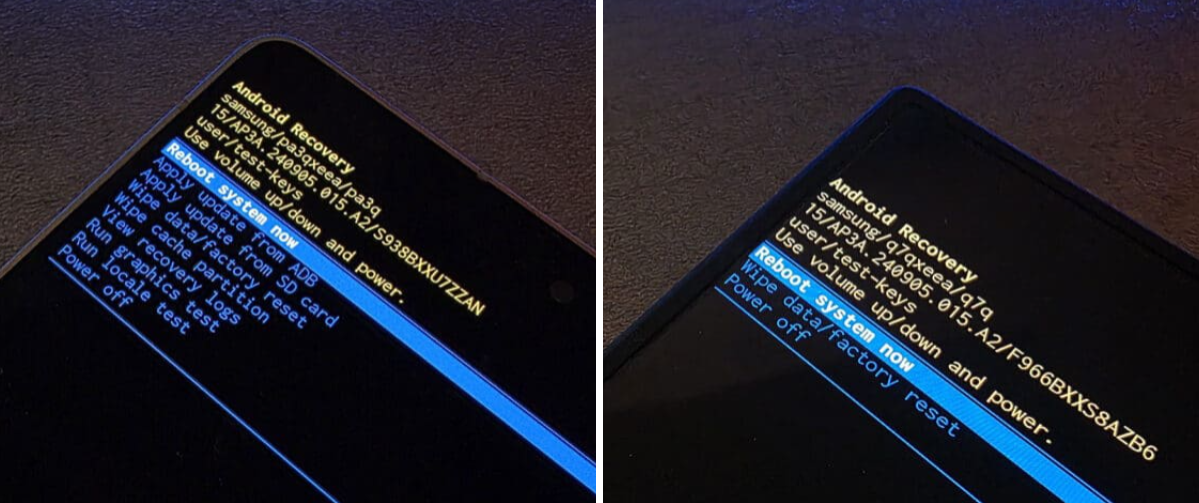 Android Recovery
samsung/pa3qxeea/pa3q
15/AP3A.240905.015.A2/S938BXXU7ZZAN
user/test-keys
Use volume up/down and power.
Reboot system now
Apply update from ADB
Apply update from SD card
Wipe data/factory reset
Wipe cache partition
View recovery logs
Run graphics test
Run locale test
Power off
Android Recovery
samsung/q7qxeea/q7q
15/AP3A.240905.015.A2/F966BXXS8AZB6
user/test-keys
Use volume up/down and power.
Reboot system now
Wipe data/factory reset
Power off